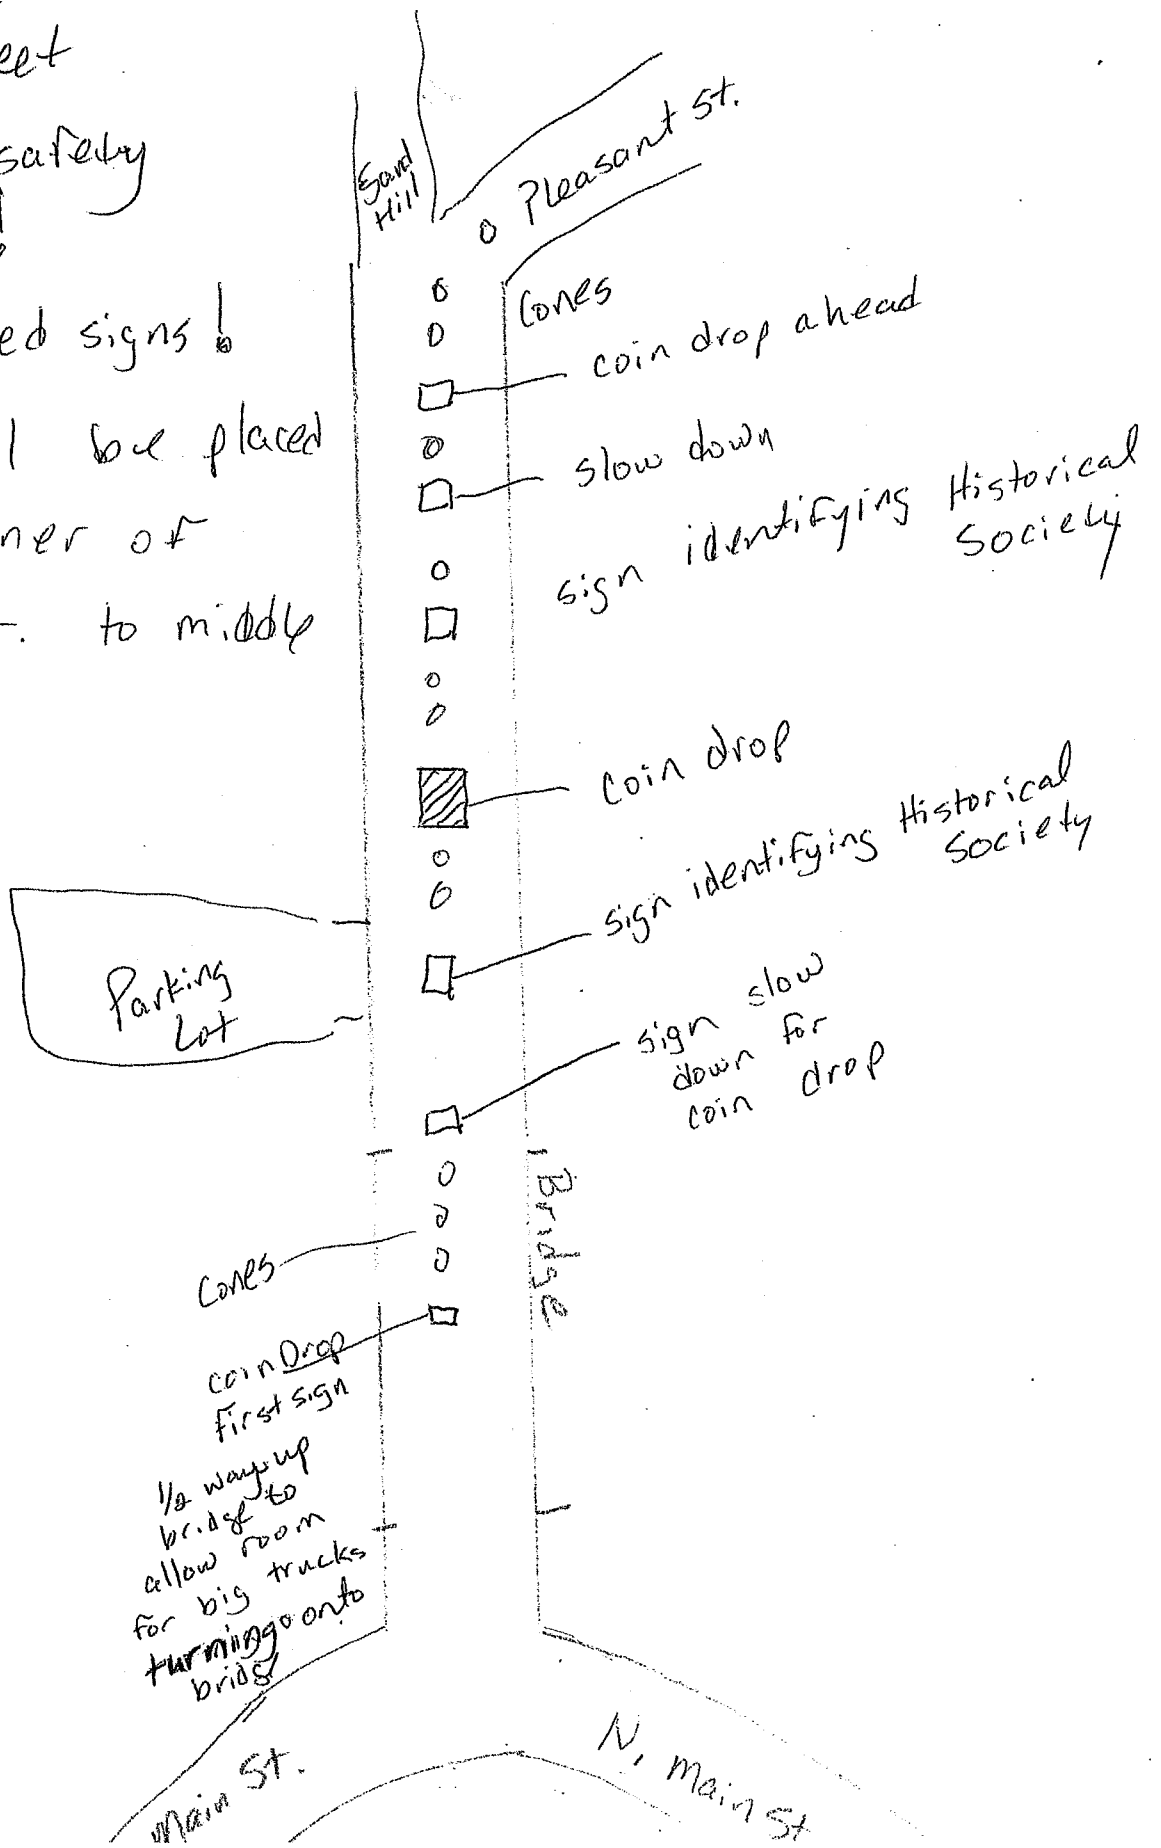 eet
safety
ed signs!
l be placed
ner of
. to middle
Sand
Hill
Pleasant St.
Cones
coin drop ahead
slow down
sign identifying Historical
Society
coin drop
sign identifying Historical
Society
Parking
Lot
sign slow
down for
coin drop
Bridge
Cones
coin Drop
first sign
1/2 way up
bridge to
allow room
for big trucks
turning onto
bridge
Main St.
N. Main St